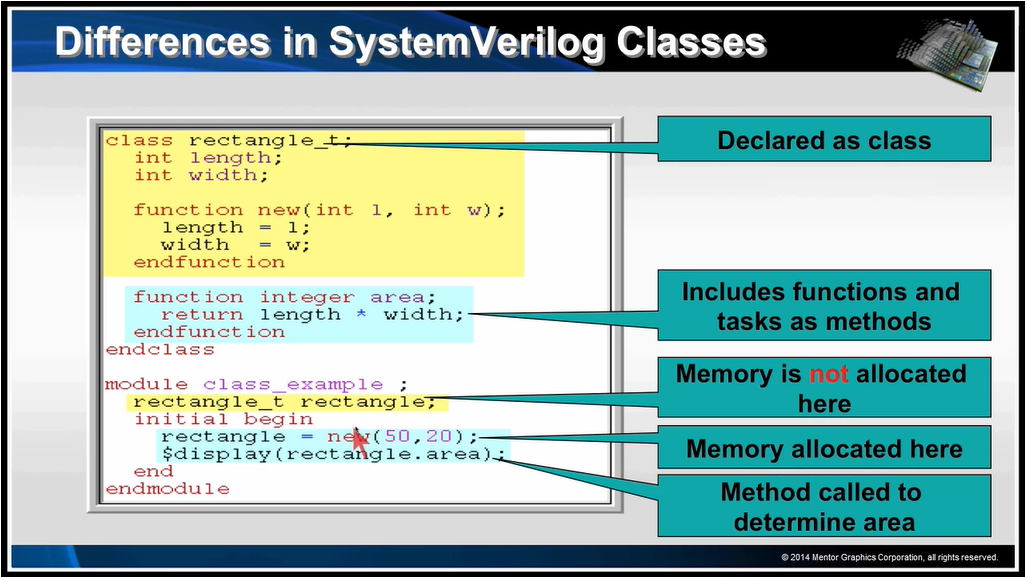 Differences in SystemVerilog Classes
class rectangle_t;
int length;
int width;
function new(int l, int w);
length = l;
width = w;
endfunction
function integer area;
return length * width;
endfunction
endclass
module class_example ;
rectangle_t rectangle;
initial begin
rectangle = new(50,20);
$display(rectangle.area);
end
endmodule
Declared as class
Includes functions and
tasks as methods
Memory is not allocated
here
Memory allocated here
Method called to
determine area
© 2014 Mentor Graphics Corporation, all rights reserved.